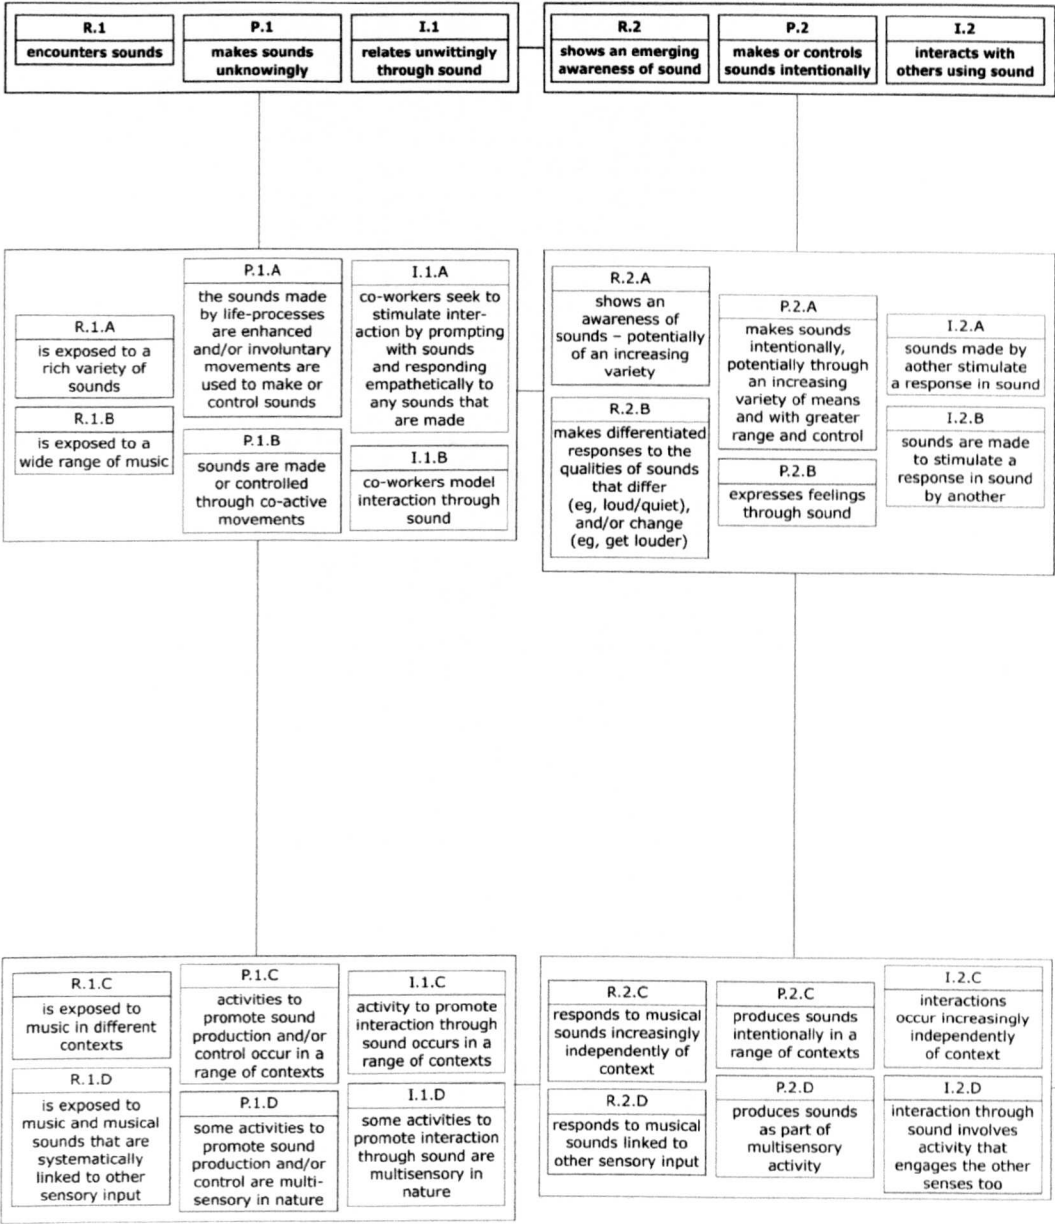 R.1
encounters sounds
P.1
makes sounds
unknowingly
I.1
relates unwittingly
through sound
R.2
shows an emerging
awareness of sound
P.2
makes or controls
sounds intentionally
I.2
interacts with
others using sound
R.1.A
is exposed to a
rich variety of
sounds
R.1.B
is exposed to a
wide range of music
P.1.A
the sounds made
by life-processes
are enhanced
and/or involuntary
movements are
used to make or
control sounds
P.1.B
sounds are made
or controlled
through co-active
movements
I.1.A
co-workers seek to
stimulate inter-
action by prompting
with sounds
and responding
empathetically to
any sounds that
are made
I.1.B
co-workers model
interaction through
sound
R.2.A
shows an
awareness of
sounds – potentially
of an increasing
variety
R.2.B
makes differentiated
responses to the
qualities of sounds
that differ
(eg, loud/quiet),
and/or change
(eg, get louder)
P.2.A
makes sounds
intentionally,
potentially through
an increasing
variety of means
and with greater
range and control
P.2.B
expresses feelings
through sound
I.2.A
sounds made by
aother stimulate
a response in sound
I.2.B
sounds are made
to stimulate a
response in sound
by another
R.1.C
is exposed to
music in different
contexts
R.1.D
is exposed to
music and musical
sounds that are
systematically
linked to other
sensory input
P.1.C
activities to
promote sound
production and/or
control occur in a
range of contexts
P.1.D
some activities to
promote sound
production and/or
control are multi-
sensory in nature
I.1.C
activity to promote
interaction through
sound occurs in a
range of contexts
I.1.D
some activities to
promote interaction
through sound are
multisensory in
nature
R.2.C
responds to musical
sounds increasingly
independently of
context
R.2.D
responds to musical
sounds linked to
other sensory input
P.2.C
produces sounds
intentionally in a
range of contexts
P.2.D
produces sounds
as part of
multisensory
activity
I.2.C
interactions
occur increasingly
independently
of context
I.2.D
interaction through
sound involves
activity that
engages the other
senses too